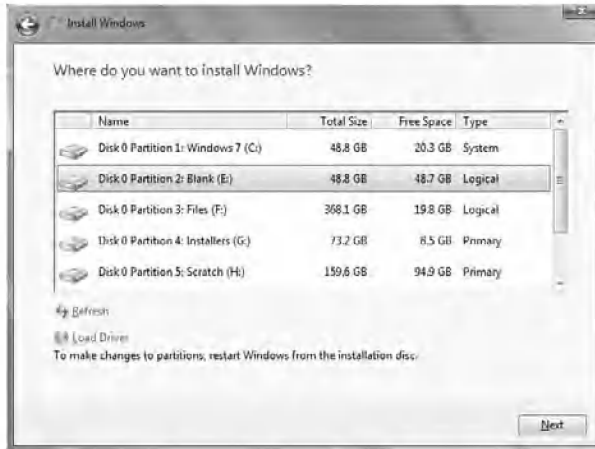 Install Windows
Where do you want to install Windows?
Name Total Size Free Space Type
Disk 0 Partition 1: Windows 7 (C:) 48.8 GB 20.3 GB System
Disk 0 Partition 2: Blank (E:) 48.8 GB 48.7 GB Logical
Disk 0 Partition 3: Files (F:) 368.1 GB 19.8 GB Logical
Disk 0 Partition 4: Installers (G:) 73.2 GB 8.5 GB Primary
Disk 0 Partition 5: Scratch (H:) 159.6 GB 94.9 GB Primary
Refresh
Load Driver
To make changes to partitions, restart Windows from the installation disc.
Next